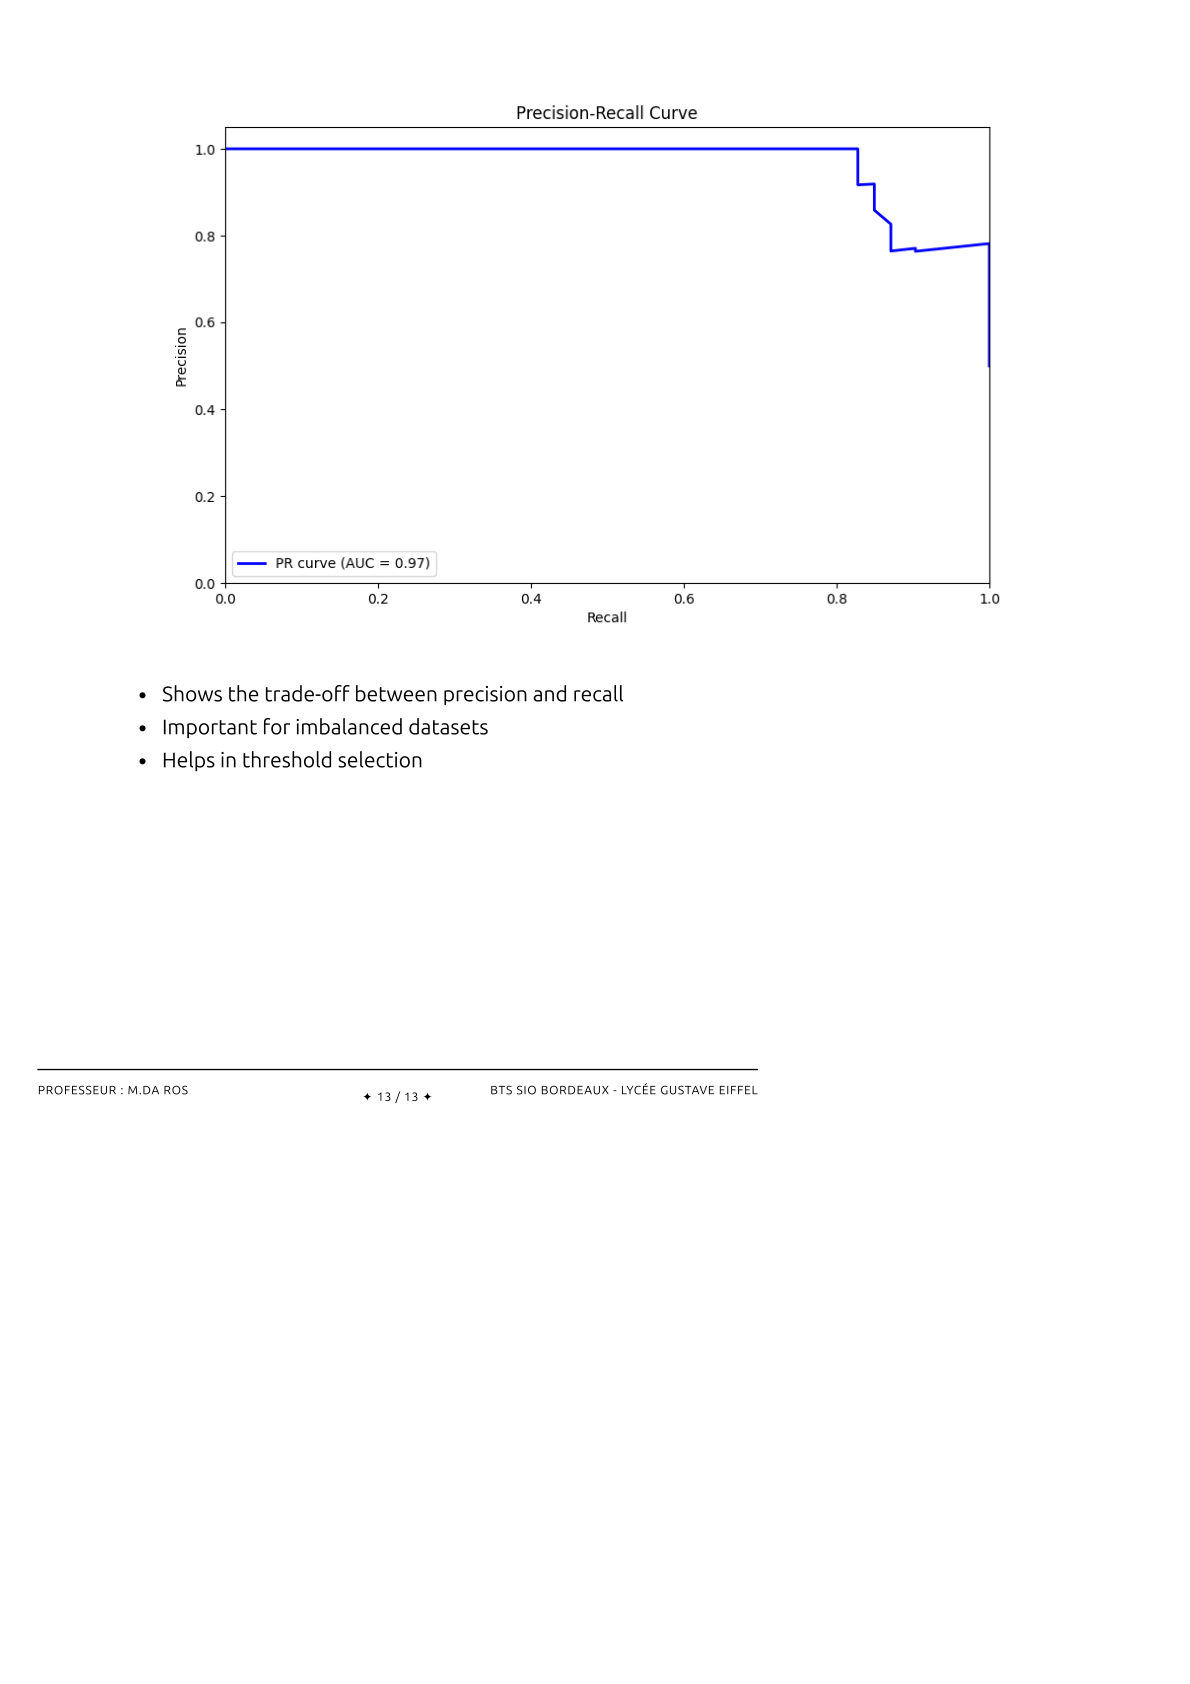 Precision-Recall Curve
1.0
0.8
0.6
0.4
0.2
0.0
Precision
PR curve (AUC = 0.97)
0.0 0.2 0.4 0.6 0.8 1.0
Recall
• Shows the trade-off between precision and recall
• Important for imbalanced datasets
• Helps in threshold selection
PROFESSEUR : M.DA ROS
✦ 13 / 13 ✦
BTS SIO BORDEAUX - LYCÉE GUSTAVE EIFFEL